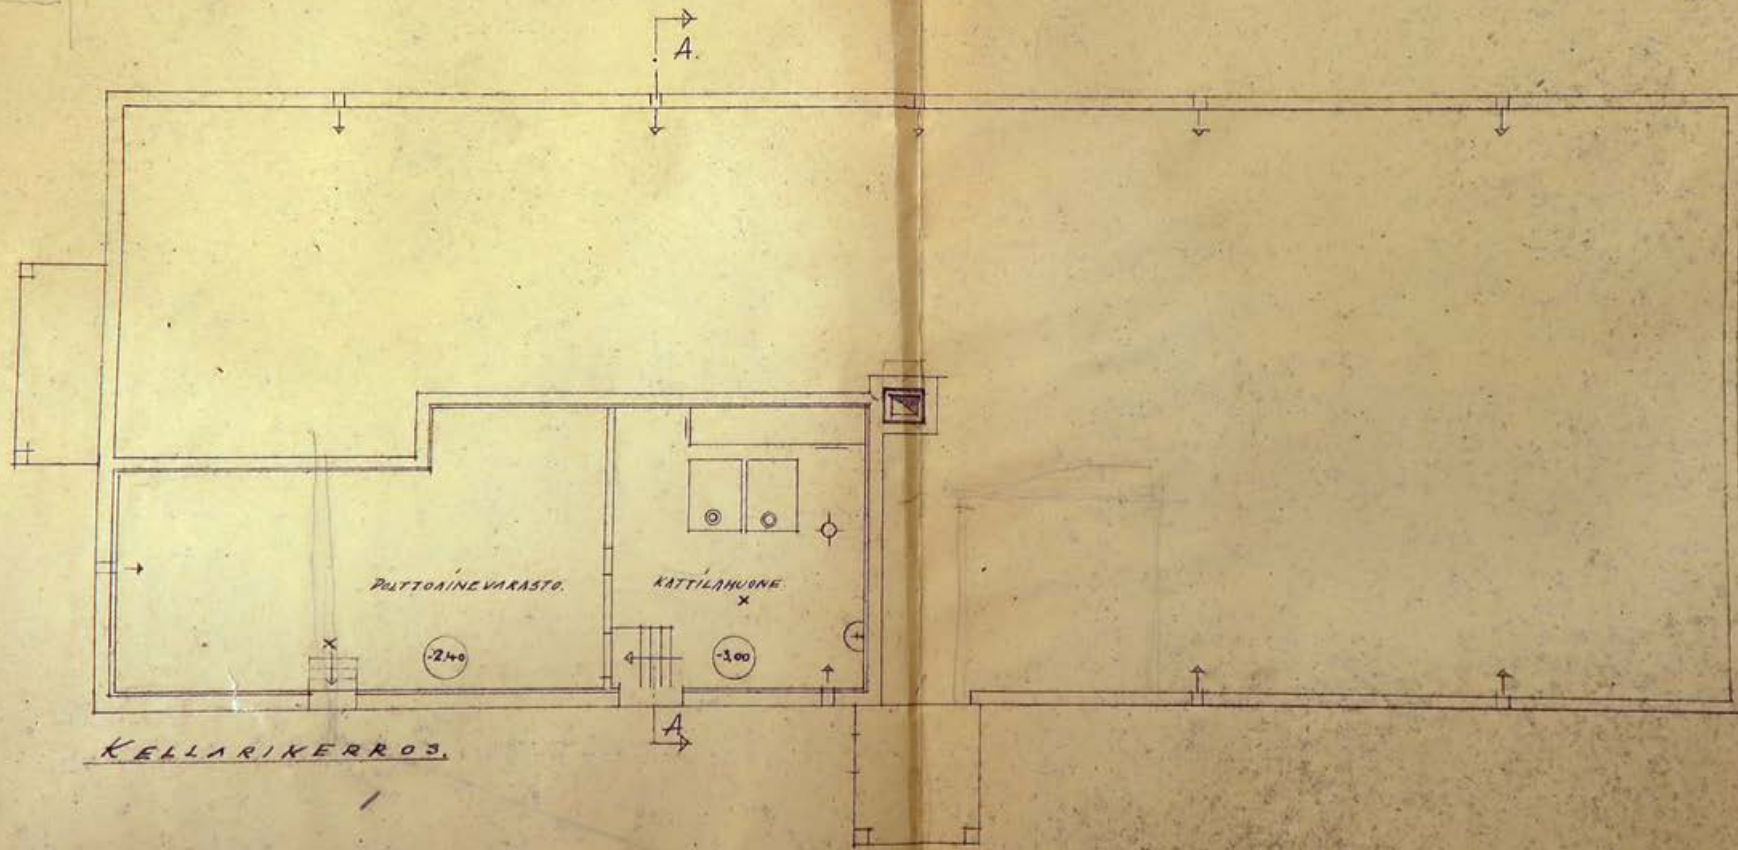 A.
POLTTOAINEVARASTO.
KATTILAHUONE.
x
x
-2,40
-3,00
A
KELLARIKERROS.